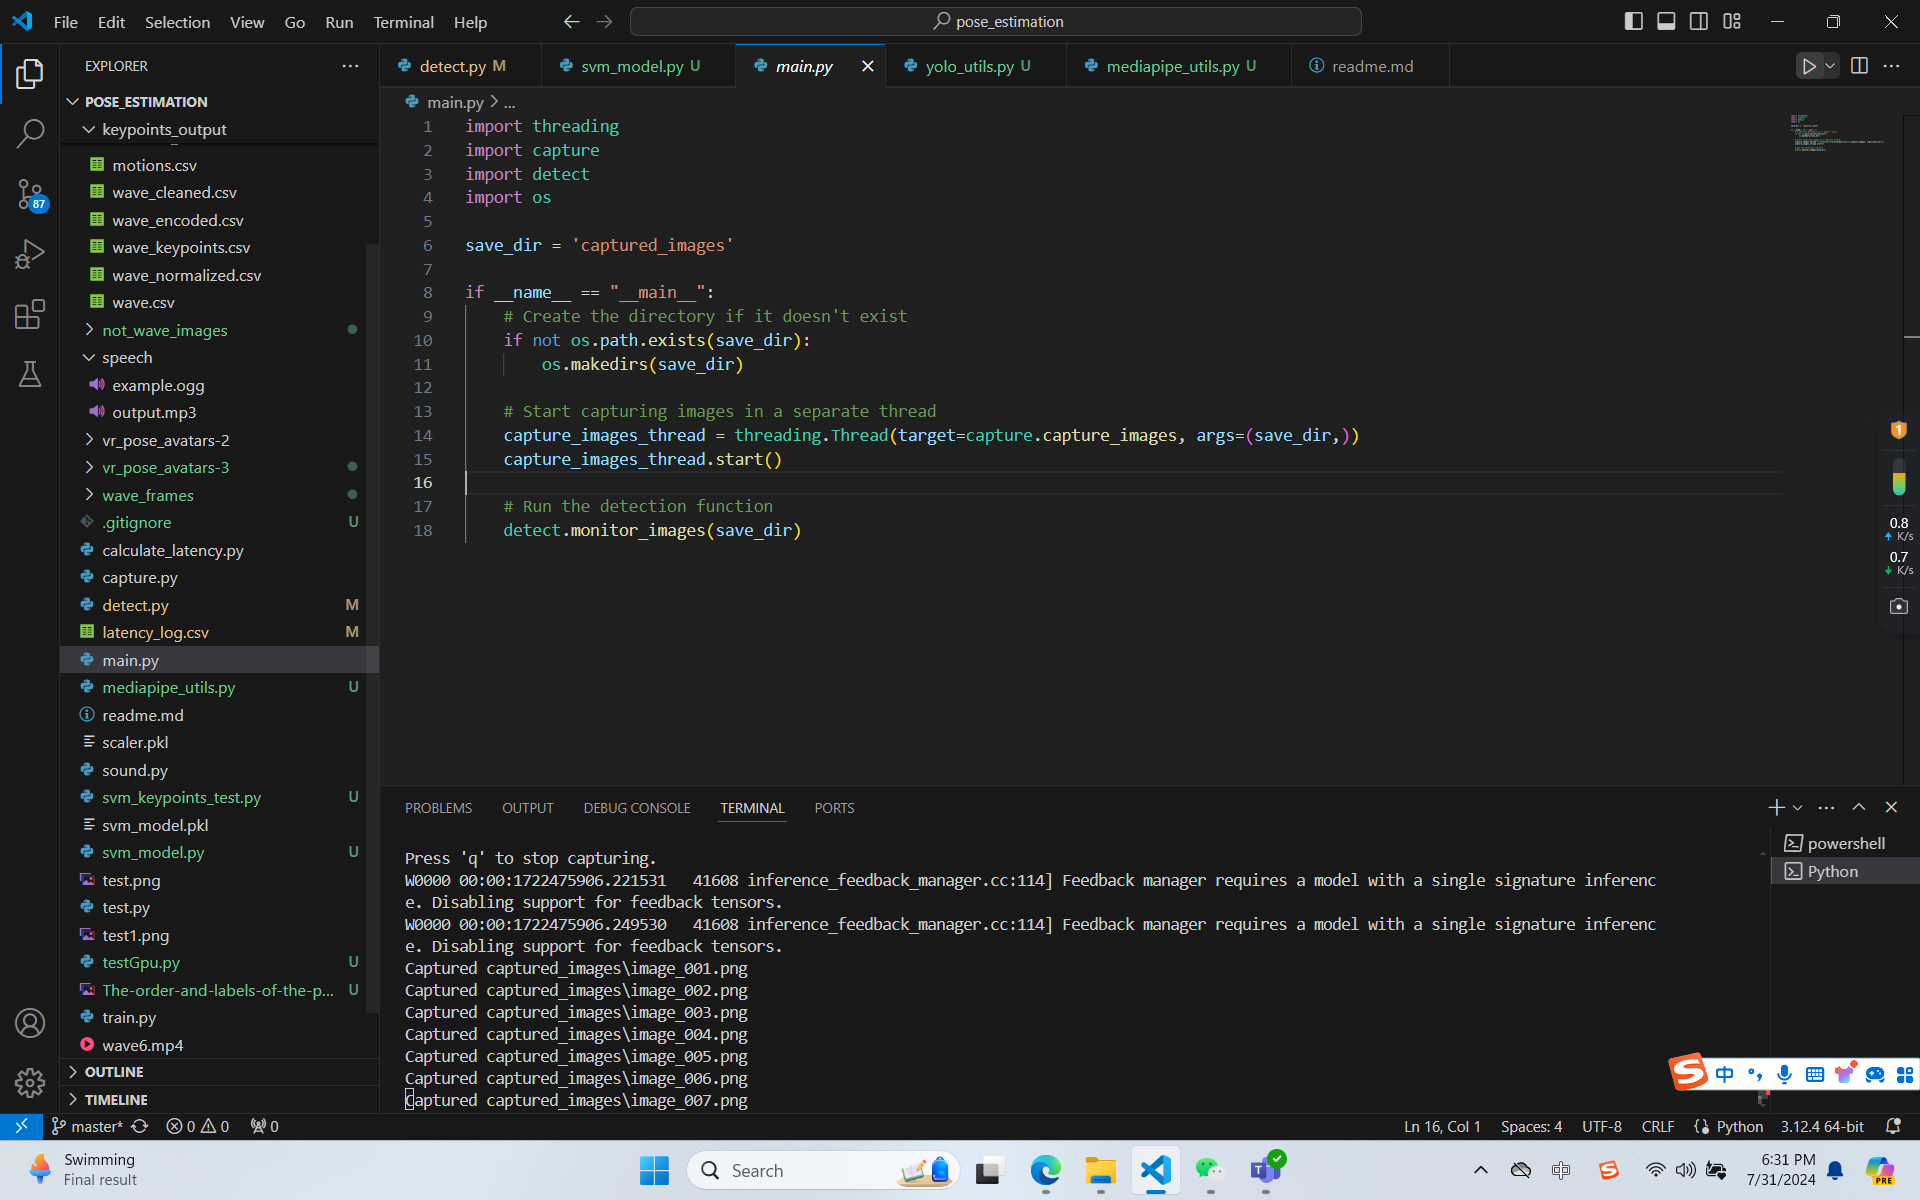 File Edit Selection View Go Run Terminal Help
pose_estimation
EXPLORER
POSE_ESTIMATION
keypoints_output
motions.csv
wave_cleaned.csv
wave_encoded.csv
wave_keypoints.csv
wave_normalized.csv
wave.csv
not_wave_images
speech
example.ogg
output.mp3
vr_pose_avatars-2
vr_pose_avatars-3
wave_frames
.gitignore U
calculate_latency.py
capture.py
detect.py M
latency_log.csv M
main.py
mediapipe_utils.py U
readme.md
scaler.pkl
sound.py
svm_keypoints_test.py U
svm_model.pkl
svm_model.py U
test.png
test.py
test1.png
testGpu.py U
The-order-and-labels-of-the-p... U
train.py
wave6.mp4
OUTLINE
TIMELINE
87
detect.py M svm_model.py U main.py yolo_utils.py U mediapipe_utils.py U readme.md
main.py > ...
1 import threading
2 import capture
3 import detect
4 import os
5
6 save_dir = 'captured_images'
7
8 if __name__ == "__main__":
9 # Create the directory if it doesn't exist
10 if not os.path.exists(save_dir):
11 os.makedirs(save_dir)
12
13 # Start capturing images in a separate thread
14 capture_images_thread = threading.Thread(target=capture.capture_images, args=(save_dir,))
15 capture_images_thread.start()
16
17 # Run the detection function
18 detect.monitor_images(save_dir)
1
0.8
K/s
0.7
K/s
PROBLEMS OUTPUT DEBUG CONSOLE TERMINAL PORTS
powershell
Python
Press 'q' to stop capturing.
W0000 00:00:1722475906.221531 41608 inference_feedback_manager.cc:114] Feedback manager requires a model with a single signature inferenc
e. Disabling support for feedback tensors.
W0000 00:00:1722475906.249530 41608 inference_feedback_manager.cc:114] Feedback manager requires a model with a single signature inferenc
e. Disabling support for feedback tensors.
Captured captured_images\image_001.png
Captured captured_images\image_002.png
Captured captured_images\image_003.png
Captured captured_images\image_004.png
Captured captured_images\image_005.png
Captured captured_images\image_006.png
Captured captured_images\image_007.png
中
master* 0 0 0
Ln 16, Col 1 Spaces: 4 UTF-8 CRLF Python 3.12.4 64-bit
Swimming
Final result
Search
6:31 PM
7/31/2024
PRE